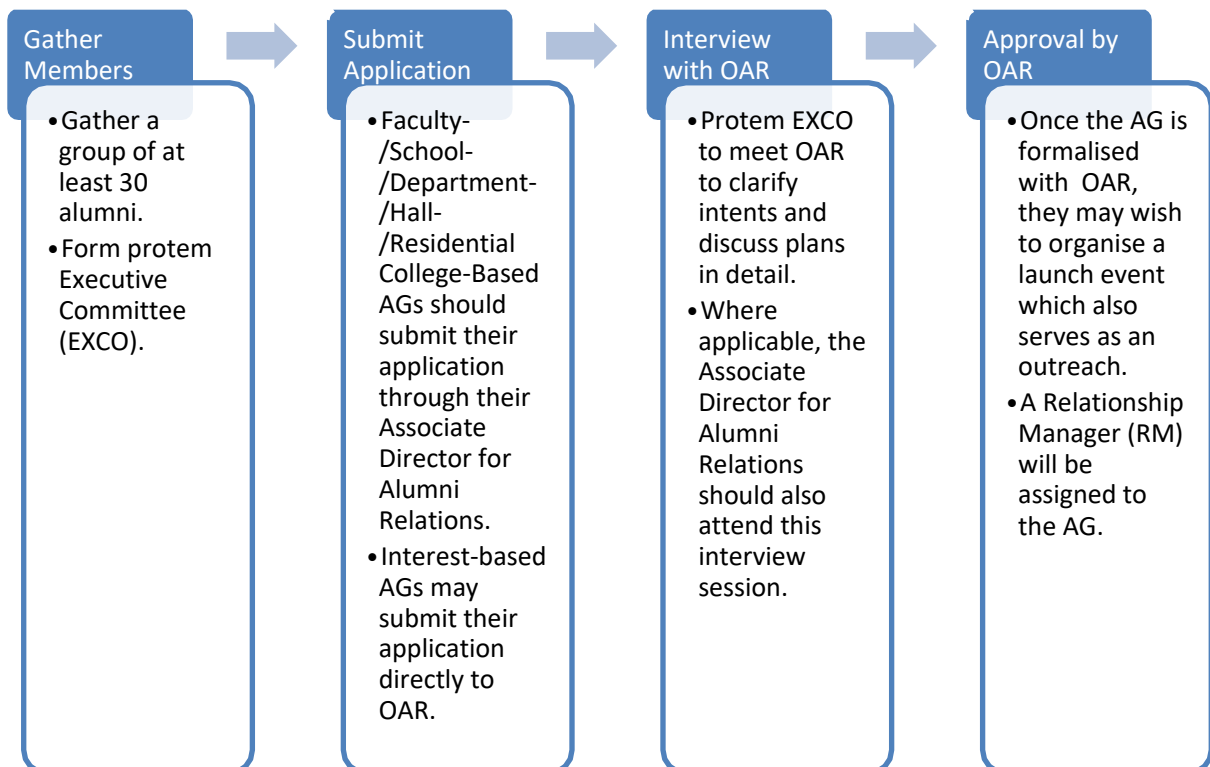 Gather
Members
•Gather a
group of at
least 30
alumni.
•Form protem
Executive
Committee
(EXCO).
Submit
Application
•Faculty-
/School-
/Department-
/Hall-
/Residential
College-Based
AGs should
submit their
application
through their
Associate
Director for
Alumni
Relations.
•Interest-based
AGs may
submit their
application
directly to
OAR.
Interview
with OAR
•Protem EXCO
to meet OAR
to clarify
intents and
discuss plans
in detail.
•Where
applicable, the
Associate
Director for
Alumni
Relations
should also
attend this
interview
session.
Approval by
OAR
•Once the AG is
formalised
with OAR,
they may wish
to organise a
launch event
which also
serves as an
outreach.
•A Relationship
Manager (RM)
will be
assigned to
the AG.